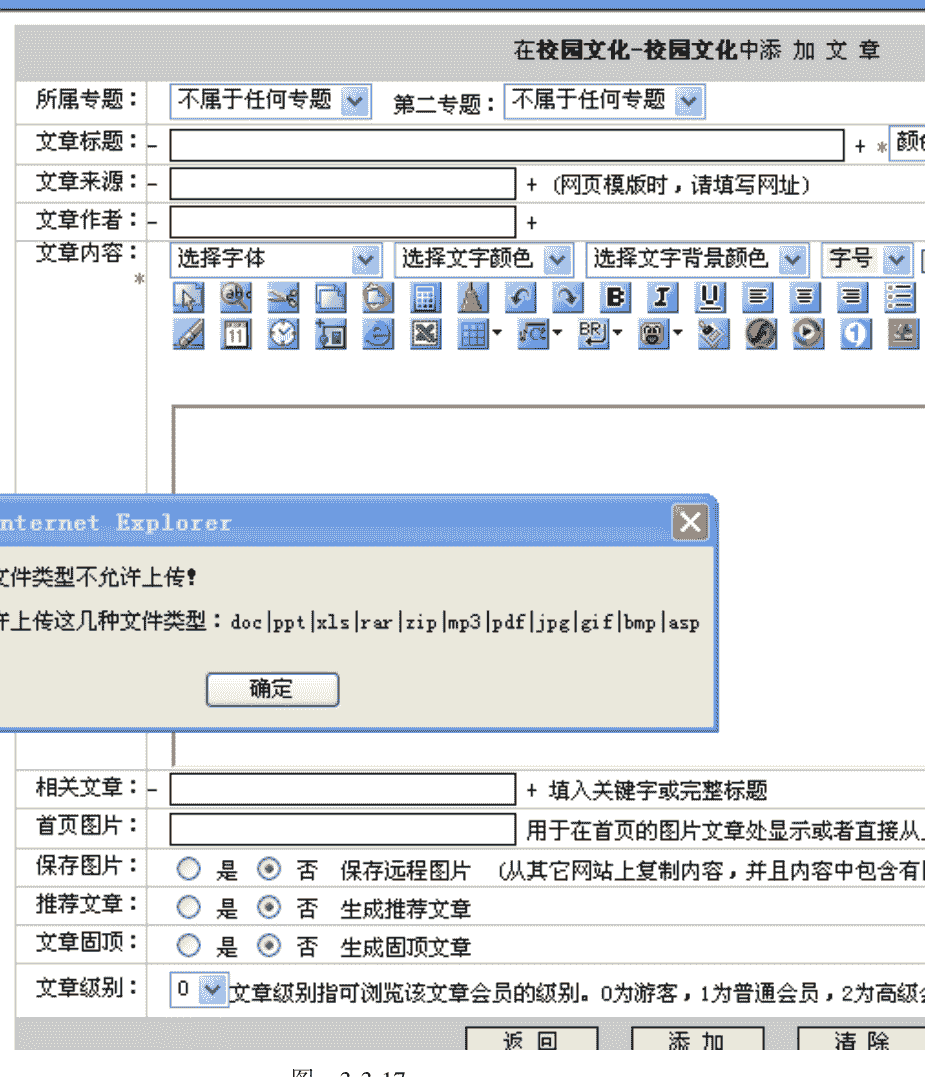 在校园文化-校园文化中添 加 文 章
所属专题： 不属于任何专题 第二专题： 不属于任何专题
文章标题： - + *
文章来源： - + (网页模版时，请填写网址)
文章作者： - +
文章内容： 选择字体 选择文字颜色 选择文字背景颜色 字号
*
abc B I U
11 BR
nternet Explorer
文件类型不允许上传!
许上传这几种文件类型：doc|ppt|xls|rar|zip|mp3|pdf|jpg|gif|bmp|asp
确定
相关文章： - + 填入关键字或完整标题
首页图片： 用于在首页的图片文章处显示或者直接从
保存图片： 是 否 保存远程图片 (从其它网站上复制内容，并且内容中包含有
推荐文章： 是 否 生成推荐文章
文章固顶： 是 否 生成固顶文章
文章级别： 0 文章级别指可浏览该文章会员的级别。0为游客，1为普通会员，2为高级
返 回 添 加 清 除